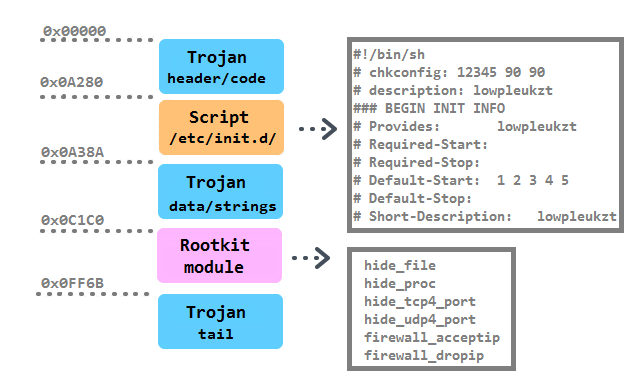 0x00000
Trojan
header/code
0x0A280
Script
/etc/init.d/
0x0A38A
Trojan
data/strings
0x0C1C0
Rootkit
module
0x0FF6B
Trojan
tail
#!/bin/sh
# chkconfig: 12345 90 90
# description: lowpleukzt
### BEGIN INIT INFO
# Provides: lowpleukzt
# Required-Start:
# Required-Stop:
# Default-Start: 1 2 3 4 5
# Default-Stop:
# Short-Description: lowpleukzt
hide_file
hide_proc
hide_tcp4_port
hide_udp4_port
firewall_acceptip
firewall_dropip